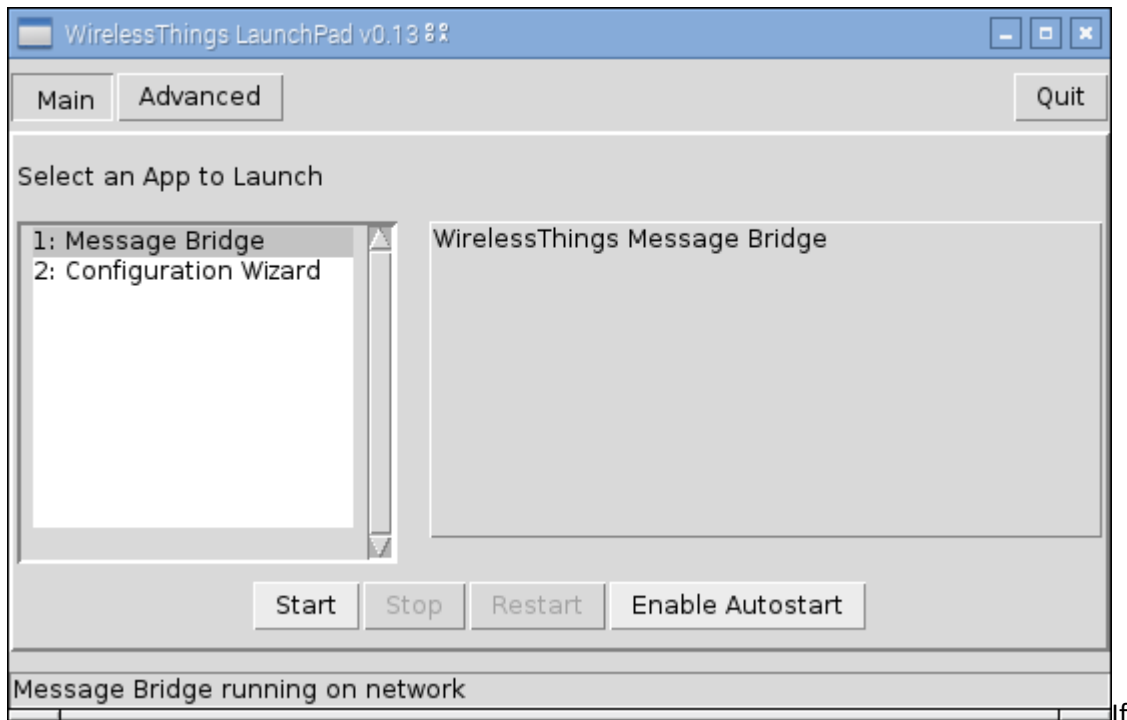 WirelessThings LaunchPad v0.13
Main
Advanced
Quit
Select an App to Launch
1: Message Bridge
2: Configuration Wizard
WirelessThings Message Bridge
Start
Stop
Restart
Enable Autostart
Message Bridge running on network
If